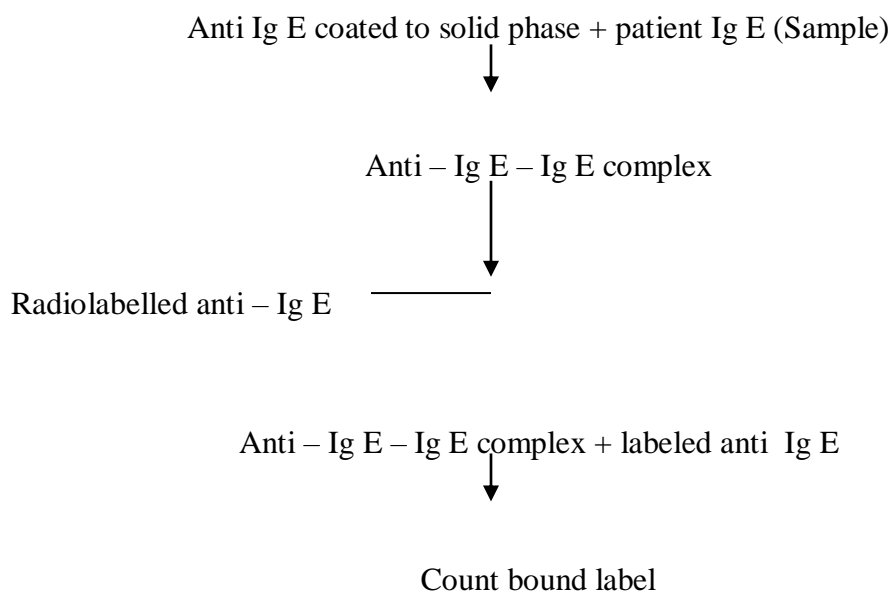 Anti Ig E coated to solid phase + patient Ig E (Sample)
Anti – Ig E – Ig E complex
Radiolabelled anti – Ig E
Anti – Ig E – Ig E complex + labeled anti  Ig E
Count bound label